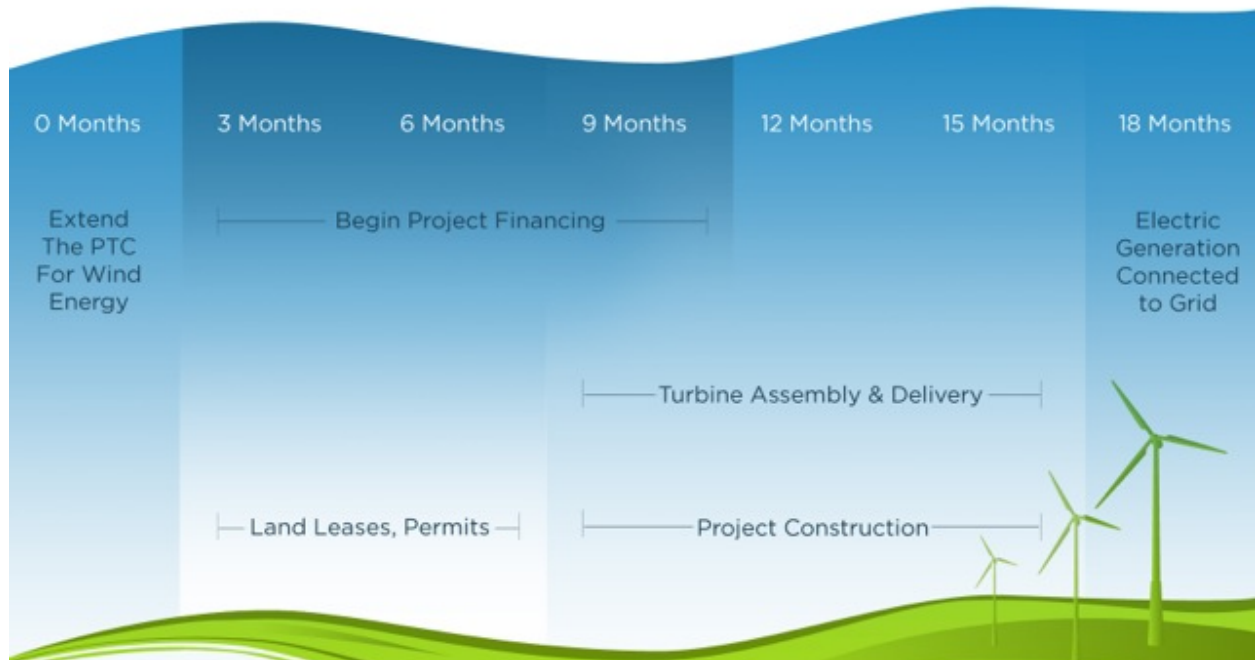 0 Months 3 Months 6 Months 9 Months 12 Months 15 Months 18 Months
Extend
The PTC
For Wind
Energy
Begin Project Financing
Electric
Generation
Connected
to Grid
Turbine Assembly & Delivery
Land Leases, Permits
Project Construction